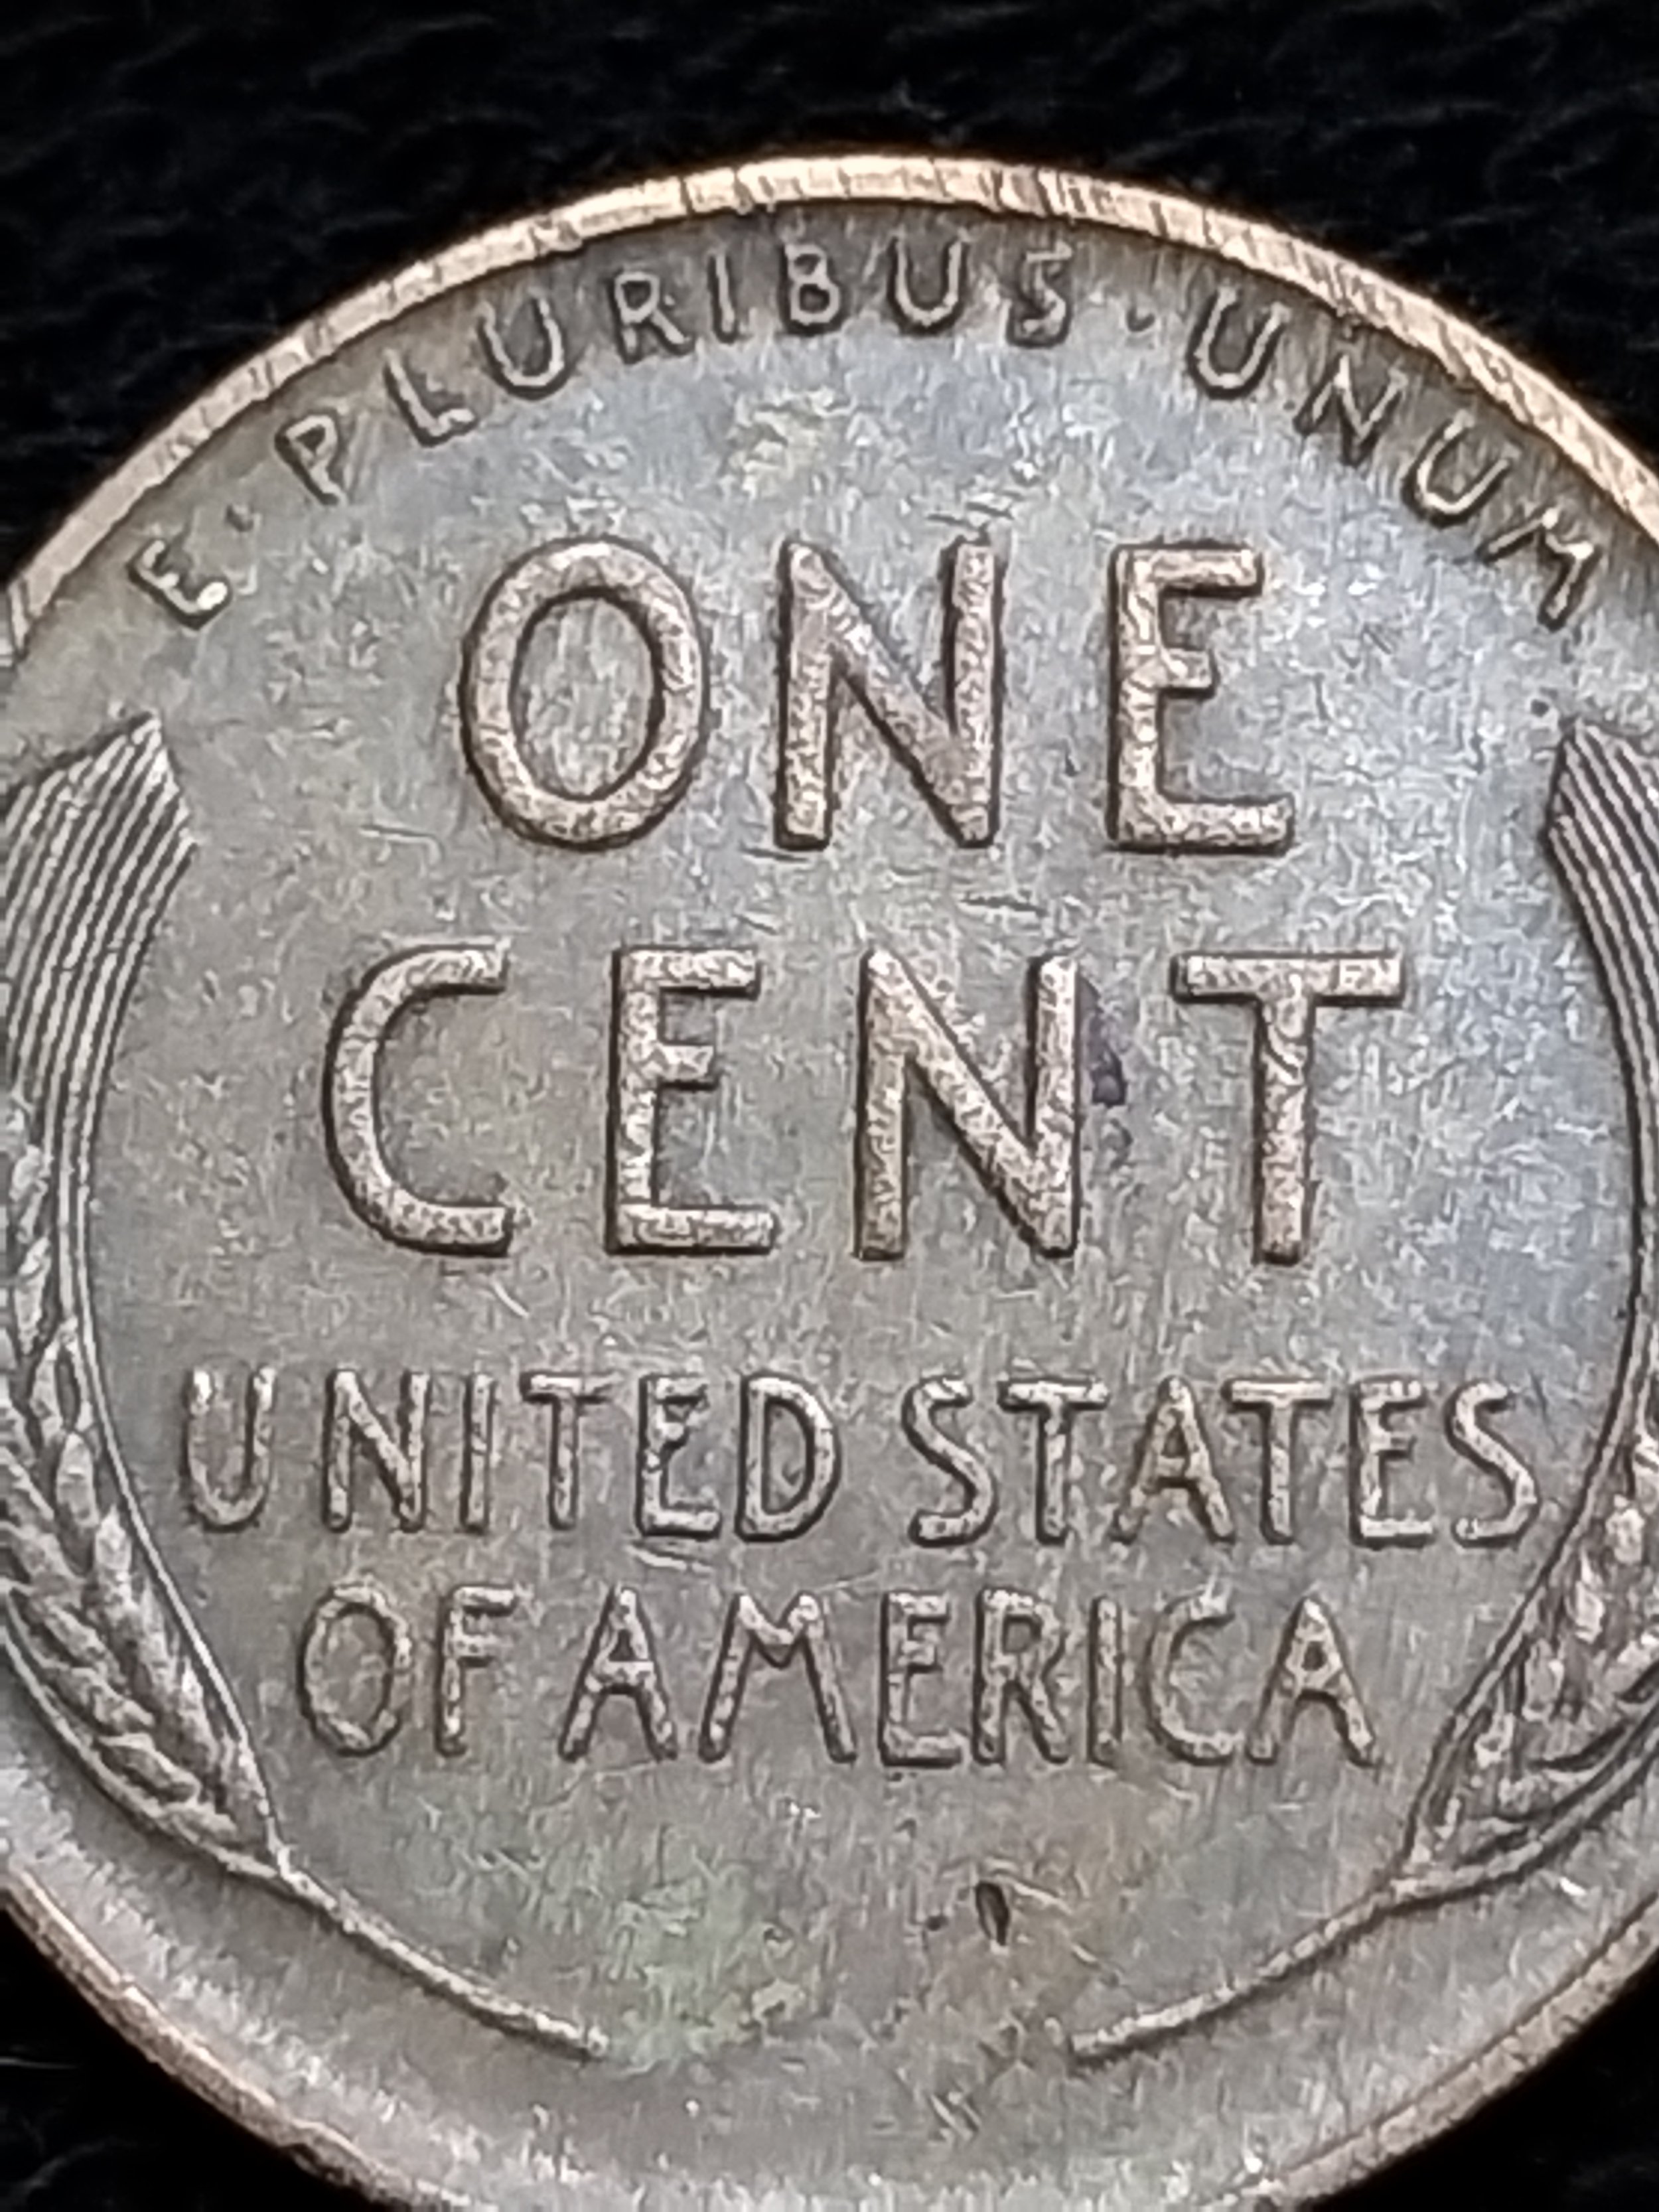 E·PLURIBUS·UNUM
ONE
CENT
UNITED STATES
OF AMERICA